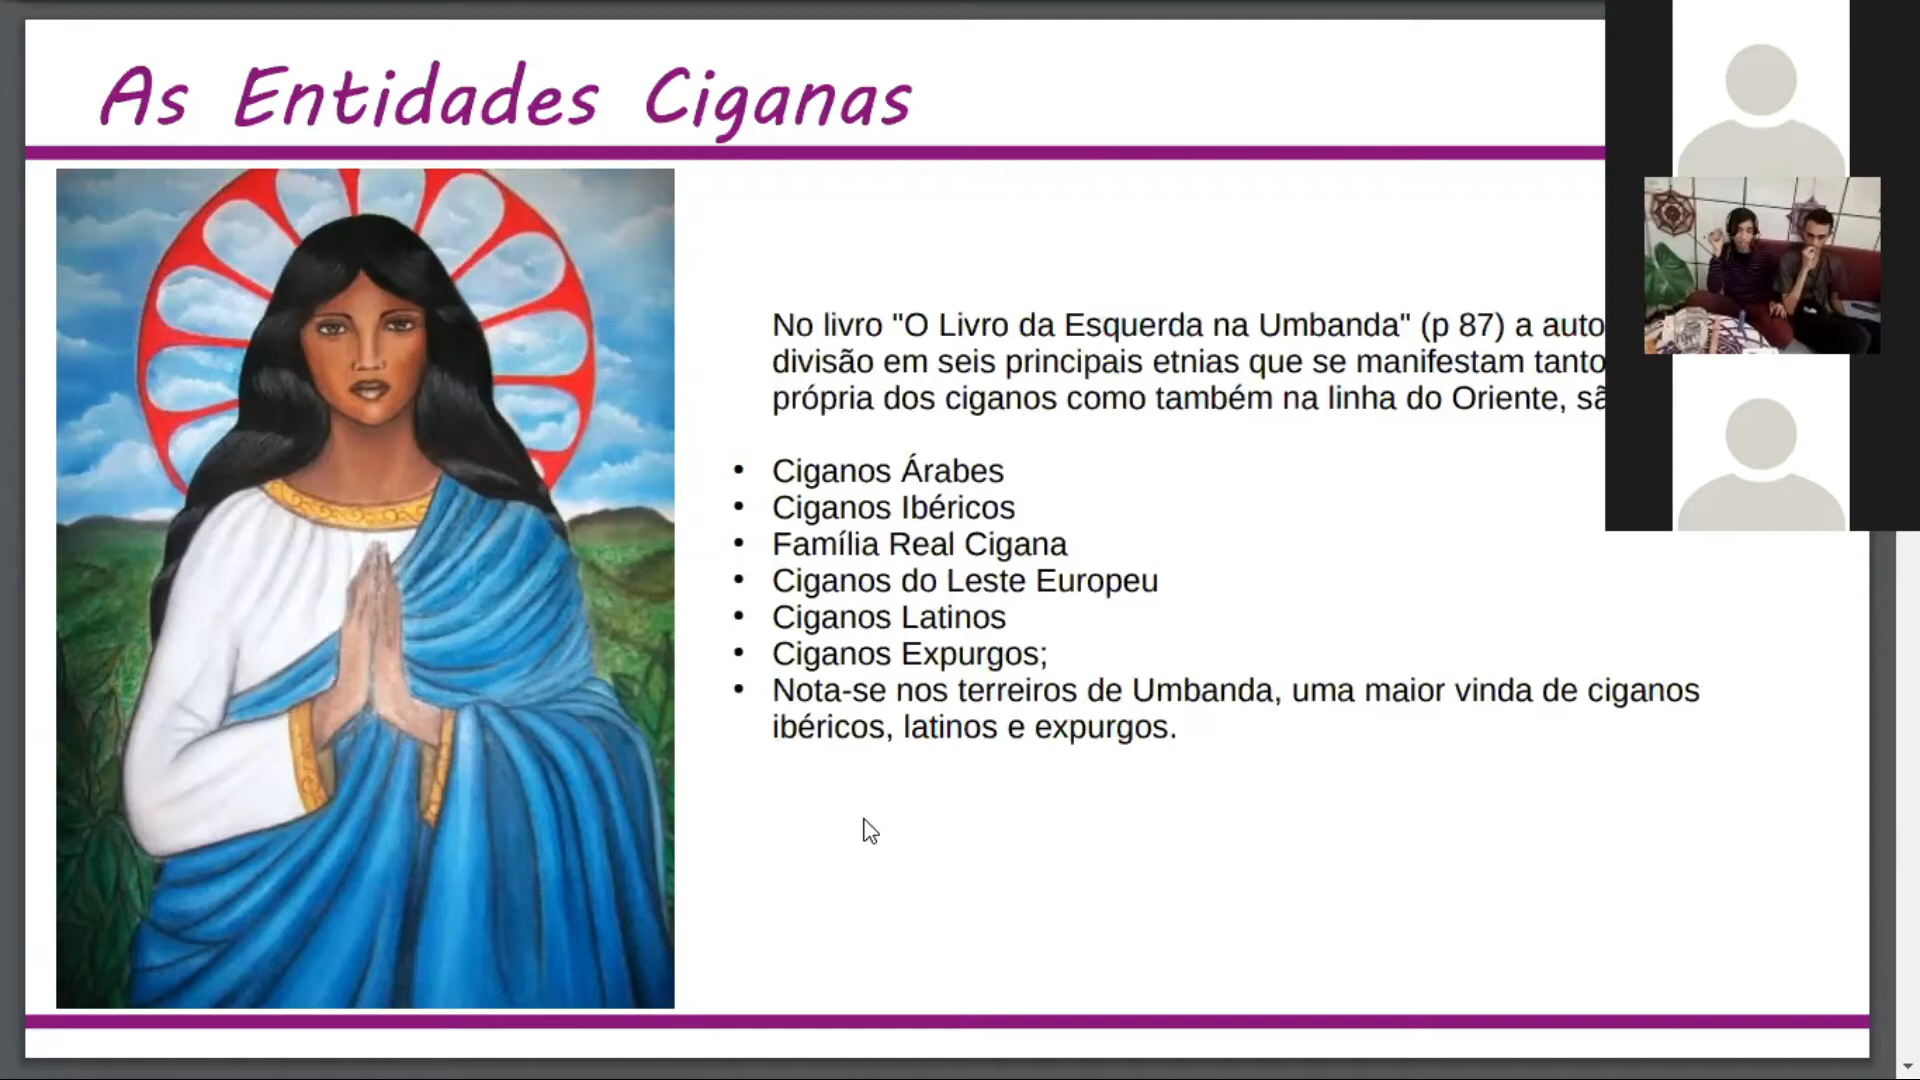 As Entidades Ciganas
No livro "O Livro da Esquerda na Umbanda" (p 87) a
divisão em seis principais etnias que se manifestam tanto
própria dos ciganos como também na linha do Oriente,
• Ciganos Árabes
• Ciganos Ibéricos
• Família Real Cigana
• Ciganos do Leste Europeu
• Ciganos Latinos
• Ciganos Expurgos;
• Nota-se nos terreiros de Umbanda, uma maior vinda de ciganos
ibéricos, latinos e expurgos.